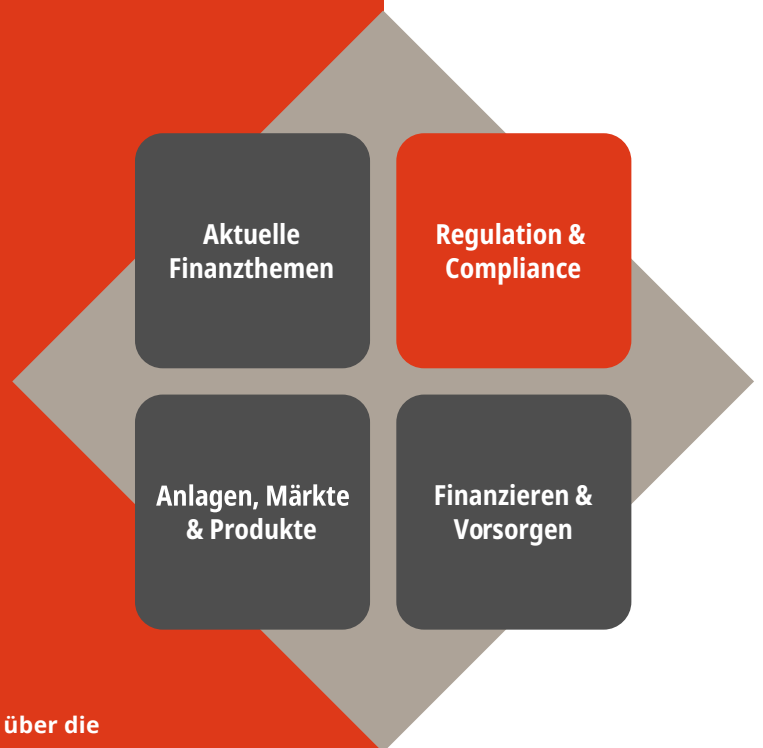 Aktuelle
Finanzthemen
Regulation &
Compliance
Anlagen, Märkte
& Produkte
Finanzieren &
Vorsorgen
über die